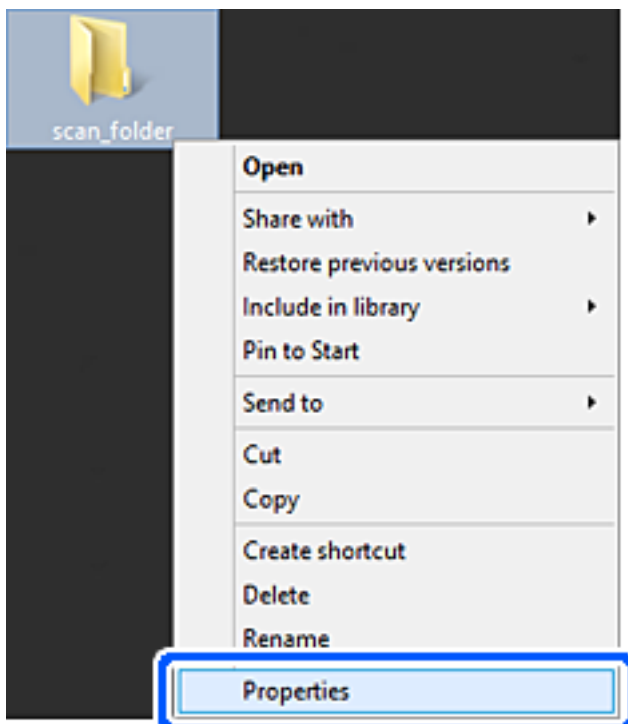 scan_folder
Open
Share with
Restore previous versions
Include in library
Pin to Start
Send to
Cut
Copy
Create shortcut
Delete
Rename
Properties